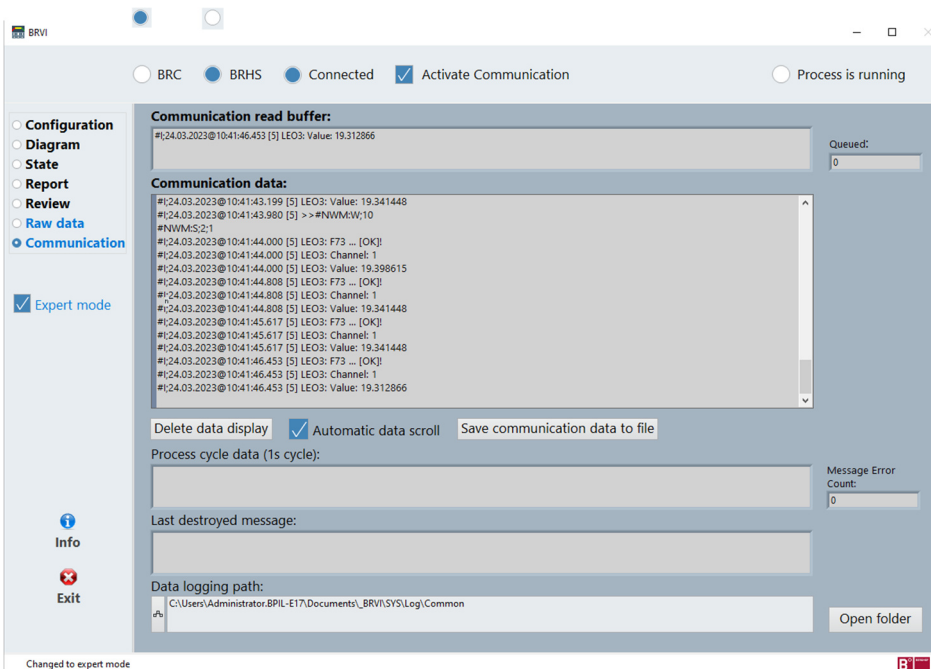 BRVI
BRC
BRHS
Connected
Activate Communication
Process is running
Configuration
Diagram
State
Report
Review
Raw data
Communication
Expert mode
Info
Exit
Communication read buffer:
#I;24.03.2023@10:41:46.453 [5] LEO3: Value: 19.312866
Queued:
0
Communication data:
#I;24.03.2023@10:41:43.199 [5] LEO3: Value: 19.341448
#I;24.03.2023@10:41:43.980 [5] >>#NWM:W;10
#NWM:S;2;1
#I;24.03.2023@10:41:44.000 [5] LEO3: F73 ... [OK]!
#I;24.03.2023@10:41:44.000 [5] LEO3: Channel: 1
#I;24.03.2023@10:41:44.000 [5] LEO3: Value: 19.398615
#I;24.03.2023@10:41:44.808 [5] LEO3: F73 ... [OK]!
#I;24.03.2023@10:41:44.808 [5] LEO3: Channel: 1
#I;24.03.2023@10:41:44.808 [5] LEO3: Value: 19.341448
#I;24.03.2023@10:41:45.617 [5] LEO3: F73 ... [OK]!
#I;24.03.2023@10:41:45.617 [5] LEO3: Channel: 1
#I;24.03.2023@10:41:45.617 [5] LEO3: Value: 19.341448
#I;24.03.2023@10:41:46.453 [5] LEO3: F73 ... [OK]!
#I;24.03.2023@10:41:46.453 [5] LEO3: Channel: 1
#I;24.03.2023@10:41:46.453 [5] LEO3: Value: 19.312866
Delete data display
Automatic data scroll
Save communication data to file
Process cycle data (1s cycle):
Message Error
Count:
0
Last destroyed message:
Data logging path:
C:\Users\Administrator.BPIL-E17\Documents\_BRVI\SYS\Log\Common
Open folder
Changed to expert mode